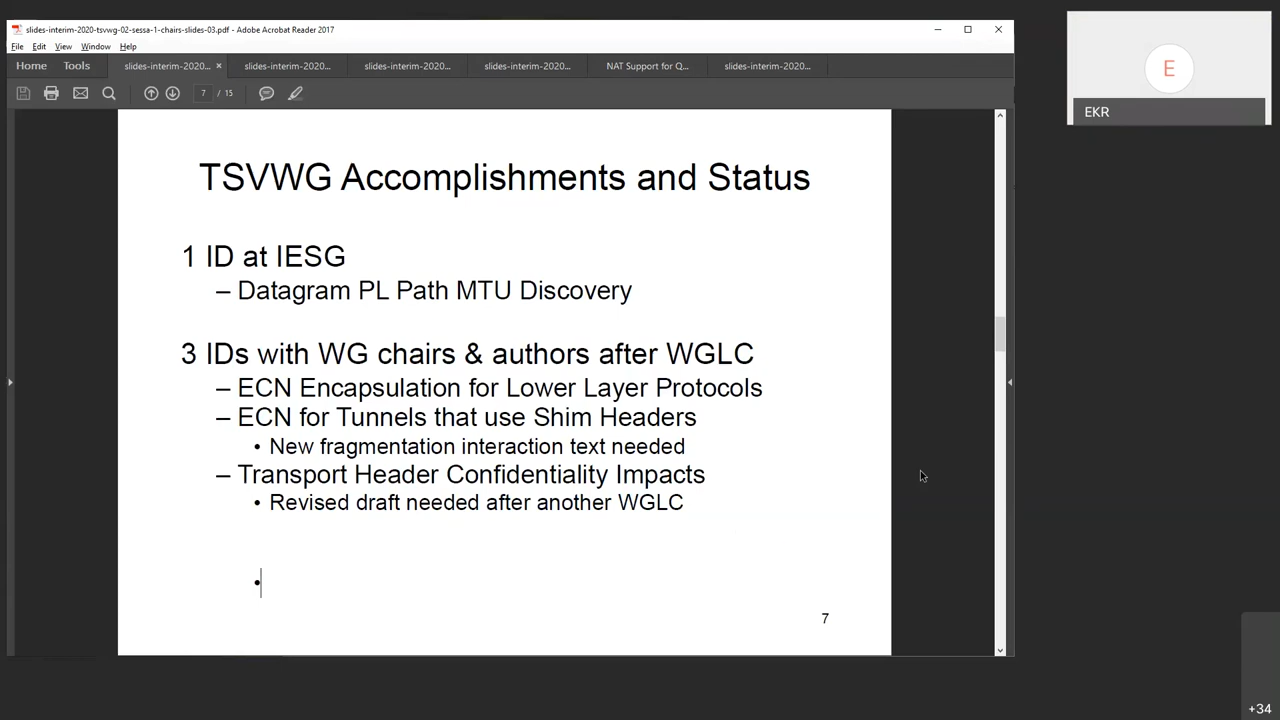 slides-interim-2020-tsvwg-02-sessa-1-chairs-slides-03.pdf - Adobe Acrobat Reader 2017
File Edit View Window Help
Home Tools slides-interim-2020... × slides-interim-2020... slides-interim-2020... slides-interim-2020... NAT Support for Q... slides-interim-2020...
7 / 15
E
EKR
TSVWG Accomplishments and Status
1 ID at IESG
– Datagram PL Path MTU Discovery
3 IDs with WG chairs & authors after WGLC
– ECN Encapsulation for Lower Layer Protocols
– ECN for Tunnels that use Shim Headers
• New fragmentation interaction text needed
– Transport Header Confidentiality Impacts
• Revised draft needed after another WGLC
•
7
+34